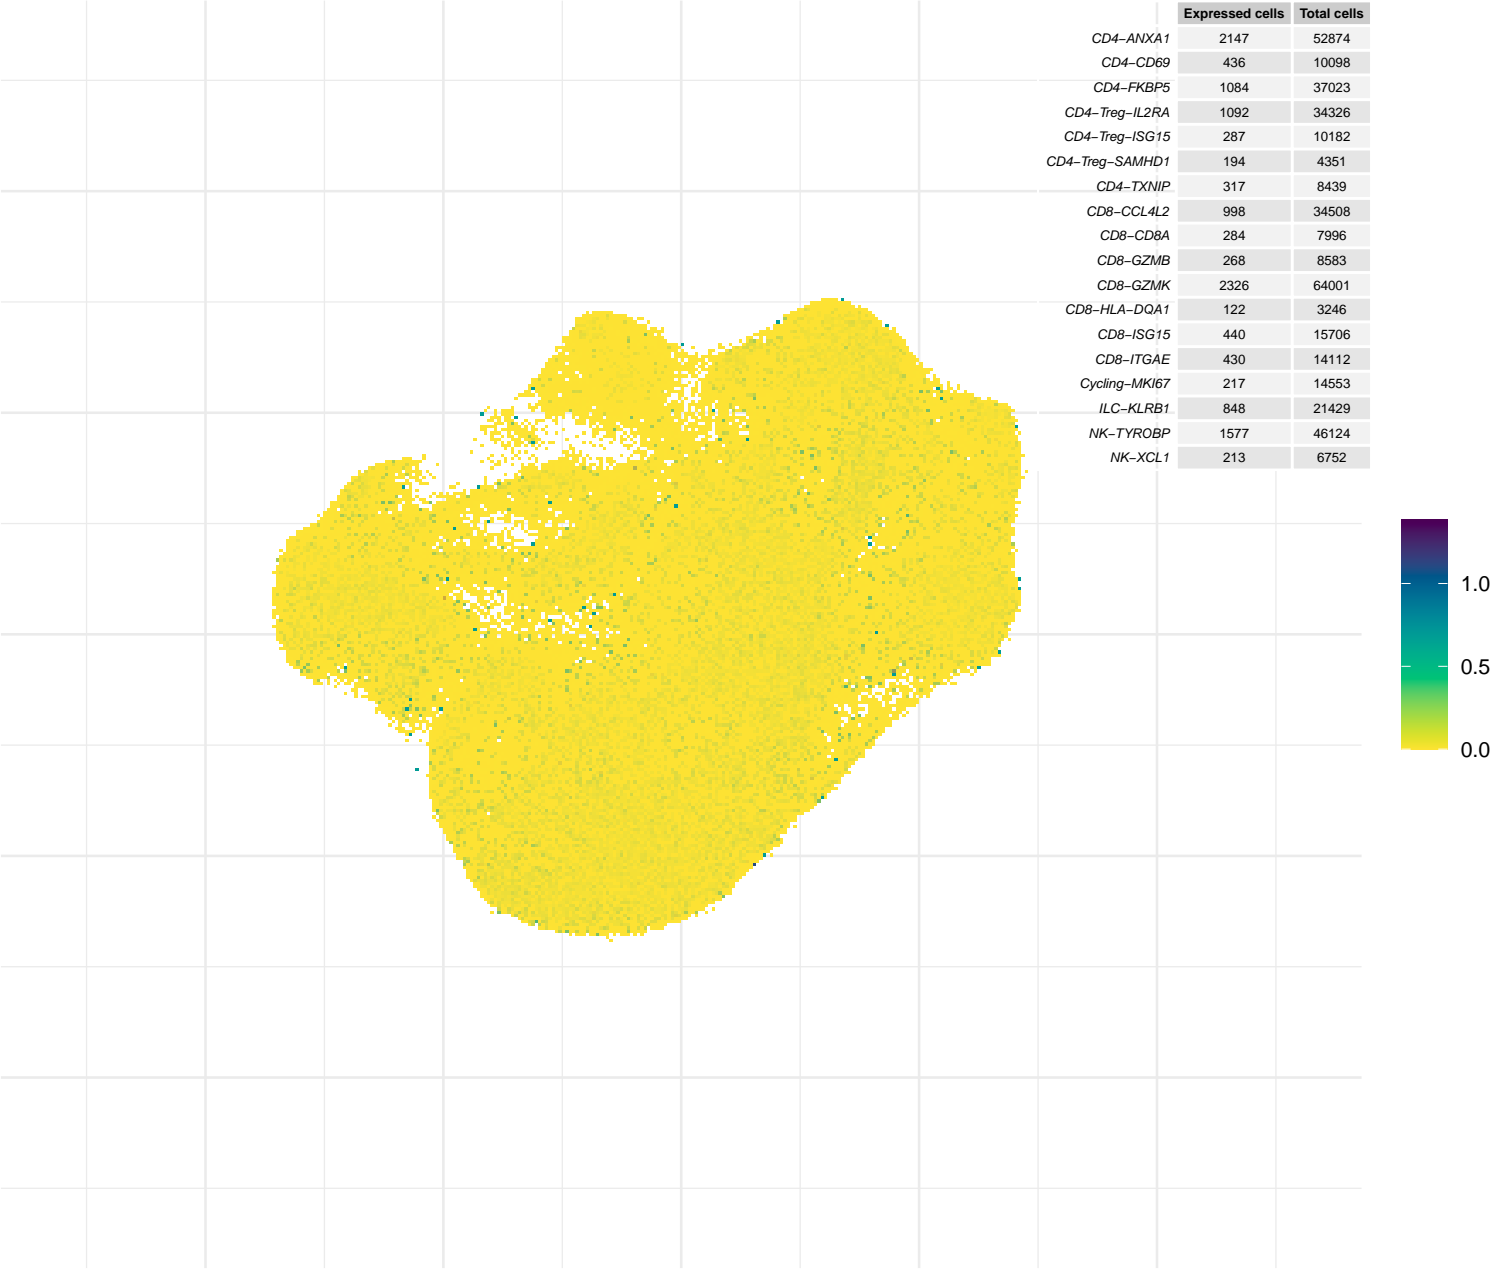 Expressed cells Total cells
CD4−ANXA1 2147 52874
CD4−CD69 436 10098
CD4−FKBP5 1084 37023
CD4−Treg−IL2RA 1092 34326
CD4−Treg−ISG15 287 10182
CD4−Treg−SAMHD1 194 4351
CD4−TXNIP 317 8439
CD8−CCL4L2 998 34508
CD8−CD8A 284 7996
CD8−GZMB 268 8583
CD8−GZMK 2326 64001
CD8−HLA−DQA1 122 3246
CD8−ISG15 440 15706
CD8−ITGAE 430 14112
Cycling−MKI67 217 14553
ILC−KLRB1 848 21429
NK−TYROBP 1577 46124
NK−XCL1 213 6752
1.0
0.5
0.0